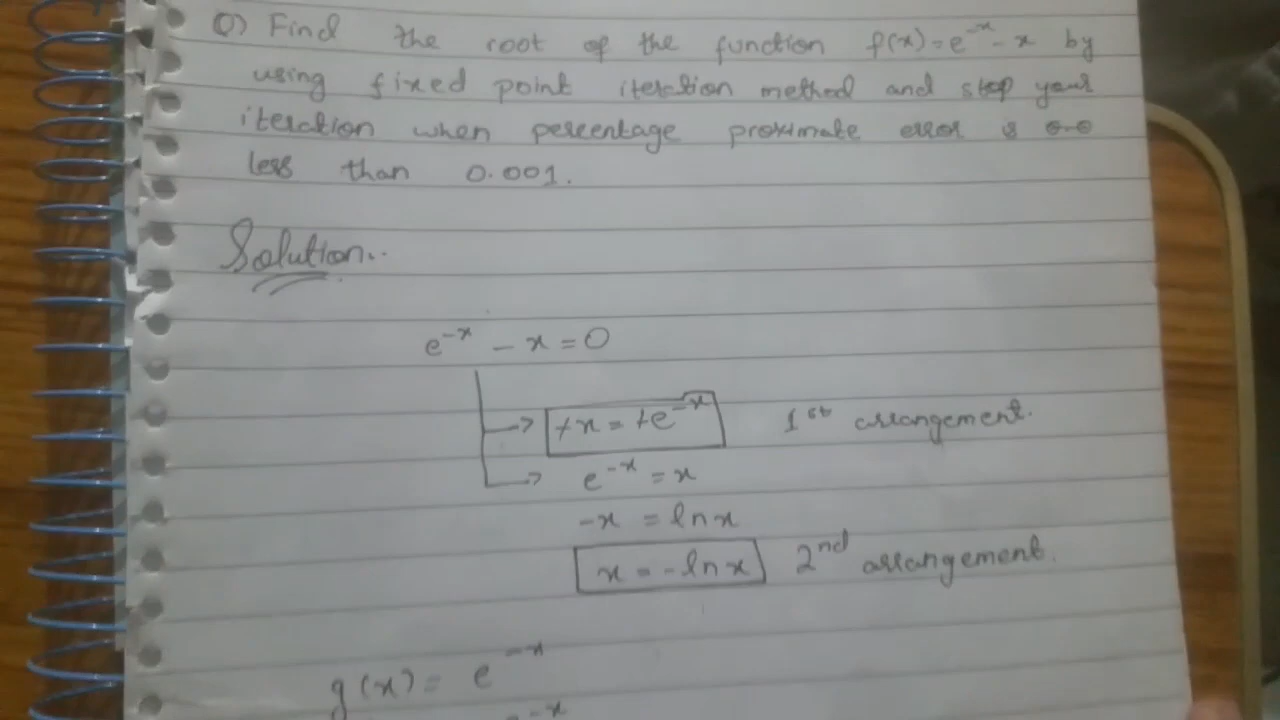 Q) Find the root of the function f(x)=e^-x - x by
using fixed point iteration method and stop your
iteration when percentage proximate error is
less than 0.001.
Solution..
e^-x - x = 0
+x = +e^-x 1st arrangement.
e^-x = x
-x = ln x
x = -ln x 2nd arrangement.
g(x) = e^-x